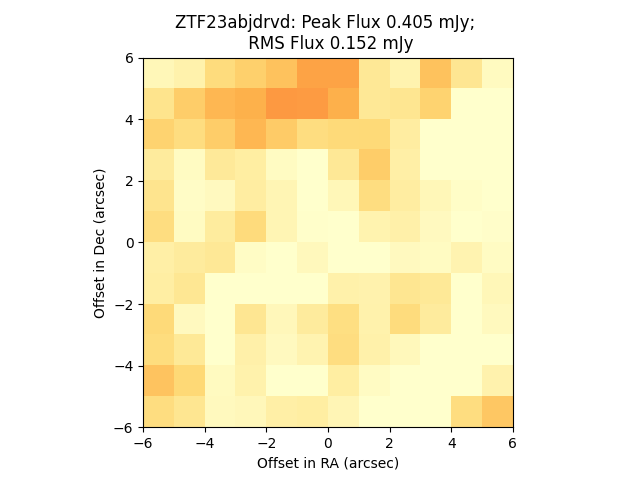 ZTF23abjdrvd: Peak Flux 0.405 mJy;
RMS Flux 0.152 mJy
6
4
2
0
−2
−4
−6
Offset in Dec (arcsec)
−6 −4 −2 0 2 4 6
Offset in RA (arcsec)